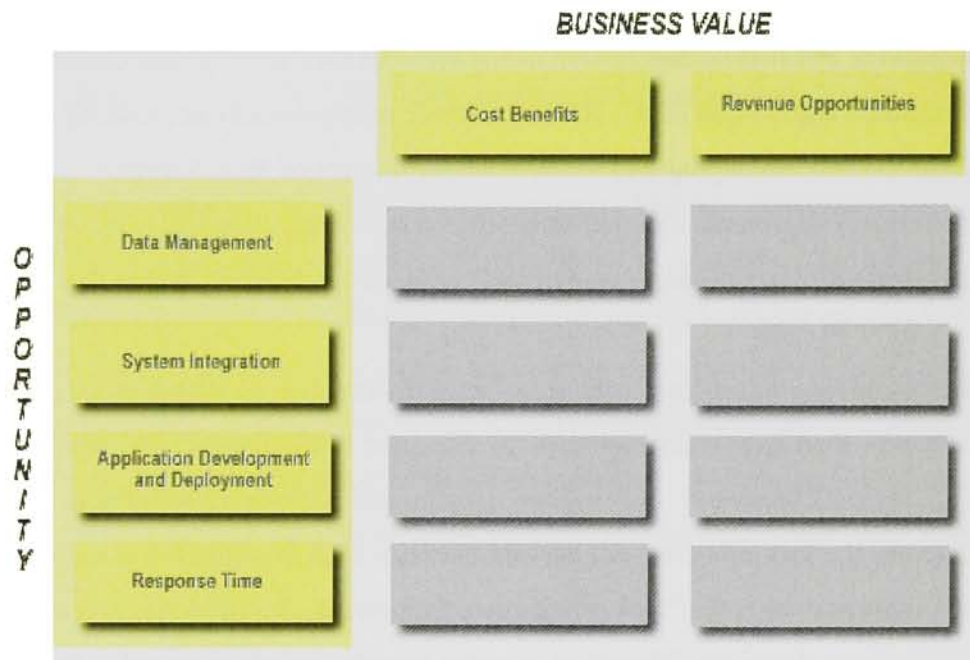 BUSINESS VALUE
Cost Benefits
Revenue Opportunities
OPPORTUNITY
Data Management
System Integration
Application Development
and Deployment
Response Time